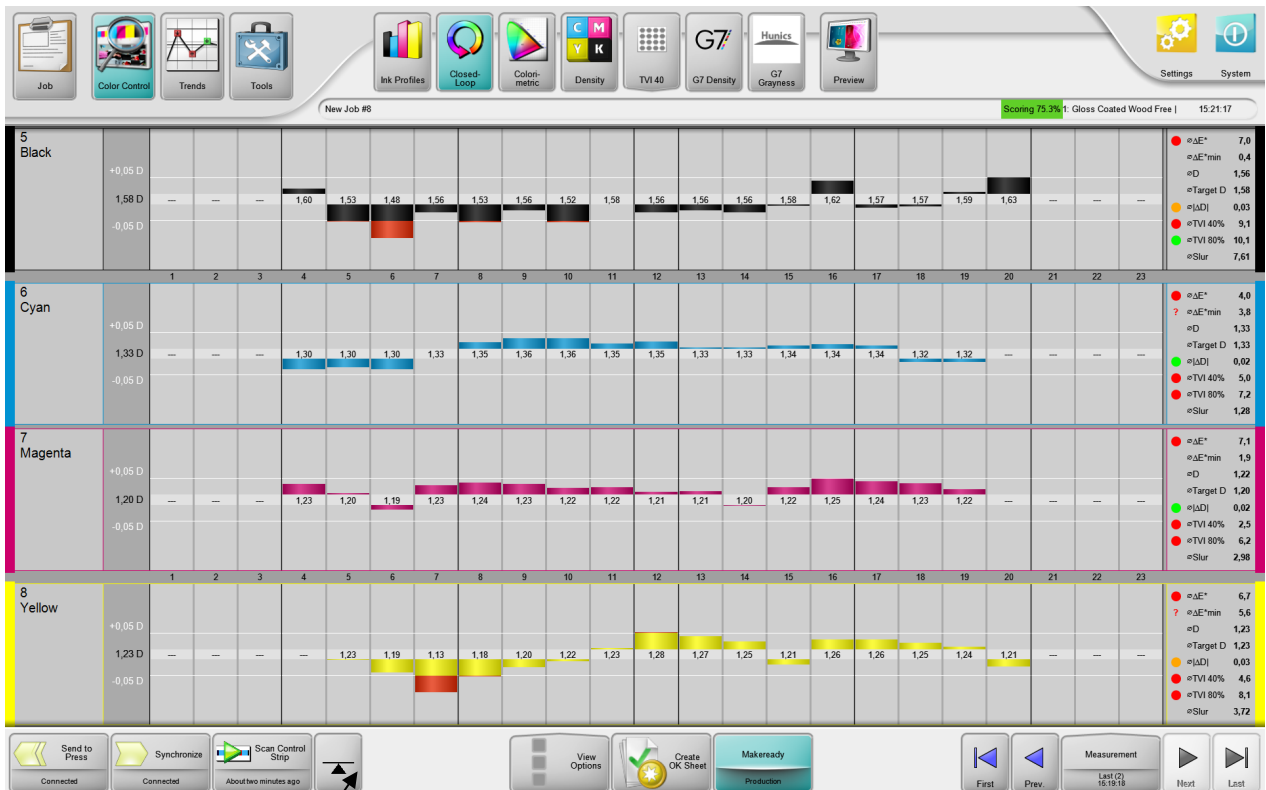 C M
Y K
G7
Hunics
Job
Color Control
Trends
Tools
Ink Profiles
Closed-
Loop
Colori-
metric
Density
TVI 40
G7 Density
G7
Grayness
Preview
Settings
System
New Job #8
Scoring 75.3% 1: Gloss Coated Wood Free |
15:21:17
5
Black
+0,05 D
1,58 D
-0,05 D
--- --- --- 1,60 1,53 1,48 1,56 1,53 1,56 1,52 1,58 1,56 1,56 1,56 1,58 1,62 1,57 1,57 1,59 1,63 --- --- ---
⌀ΔE* 7,0
⌀ΔE*min 0,4
⌀D 1,56
⌀Target D 1,58
⌀|ΔD| 0,03
⌀TVI 40% 9,1
⌀TVI 80% 10,1
⌀Slur 7,61
1 2 3 4 5 6 7 8 9 10 11 12 13 14 15 16 17 18 19 20 21 22 23
6
Cyan
+0,05 D
1,33 D
-0,05 D
--- --- --- 1,30 1,30 1,30 1,33 1,35 1,36 1,36 1,35 1,35 1,33 1,33 1,34 1,34 1,34 1,32 1,32 --- --- --- ---
⌀ΔE* 4,0
? ⌀ΔE*min 3,8
⌀D 1,33
⌀Target D 1,33
⌀|ΔD| 0,02
⌀TVI 40% 5,0
⌀TVI 80% 7,2
⌀Slur 1,28
7
Magenta
+0,05 D
1,20 D
-0,05 D
--- --- --- 1,23 1,20 1,19 1,23 1,24 1,23 1,22 1,22 1,21 1,21 1,20 1,22 1,25 1,24 1,23 1,22 --- --- --- ---
⌀ΔE* 7,1
⌀ΔE*min 1,9
⌀D 1,22
⌀Target D 1,20
⌀|ΔD| 0,02
⌀TVI 40% 2,5
⌀TVI 80% 6,2
⌀Slur 2,98
1 2 3 4 5 6 7 8 9 10 11 12 13 14 15 16 17 18 19 20 21 22 23
8
Yellow
+0,05 D
1,23 D
-0,05 D
--- --- --- --- 1,23 1,19 1,13 1,18 1,20 1,22 1,23 1,28 1,27 1,25 1,21 1,26 1,26 1,25 1,24 1,21 --- --- ---
⌀ΔE* 6,7
? ⌀ΔE*min 5,6
⌀D 1,23
⌀Target D 1,23
⌀|ΔD| 0,03
⌀TVI 40% 4,6
⌀TVI 80% 8,1
⌀Slur 3,72
Send to
Press
Connected
Synchronize
Connected
Scan Control
Strip
About two minutes ago
View
Options
Create
OK Sheet
Makeready
Production
First
Prev.
Measurement
Last (2)
15:19:18
Next
Last